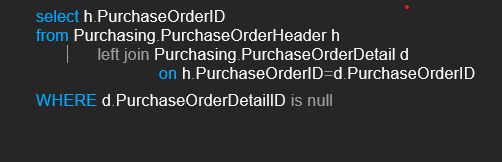 select h.PurchaseOrderID
from Purchasing.PurchaseOrderHeader h
left join Purchasing.PurchaseOrderDetail d
on h.PurchaseOrderID=d.PurchaseOrderID
WHERE d.PurchaseOrderDetailID is null